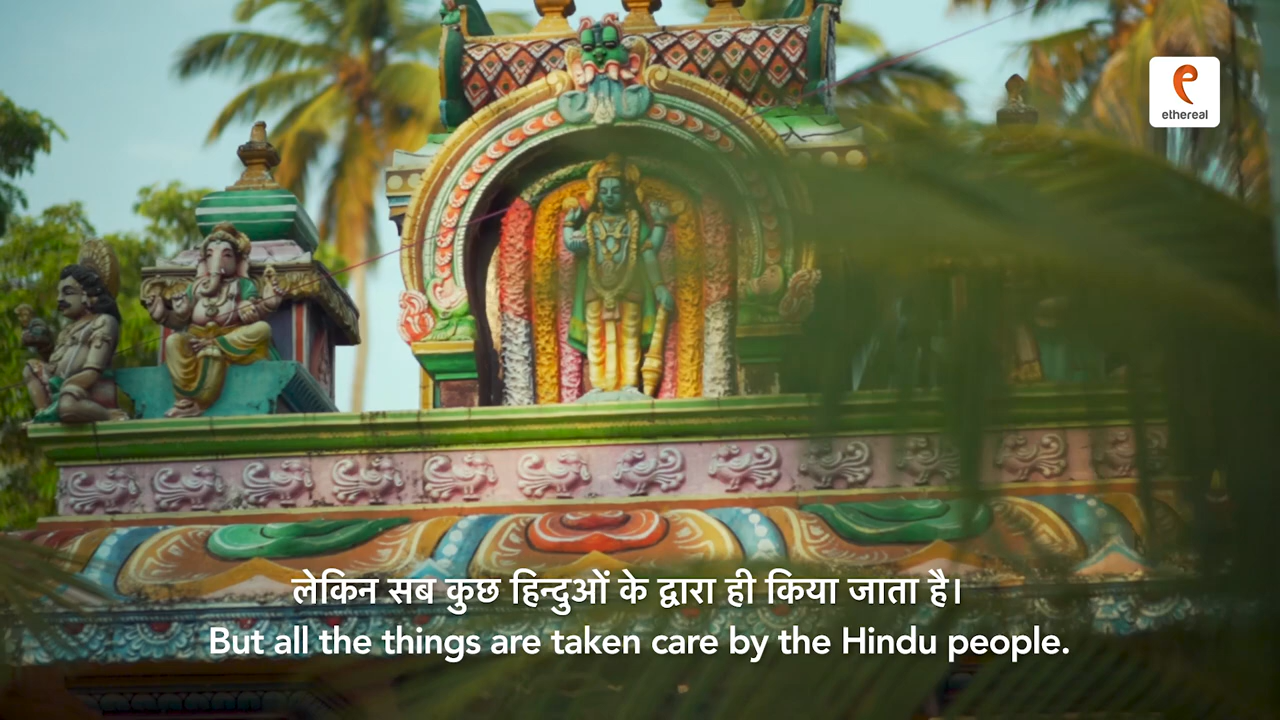 ethereal
लेकिन सब कुछ हिन्दुओं के द्वारा ही किया जाता है।
But all the things are taken care by the Hindu people.